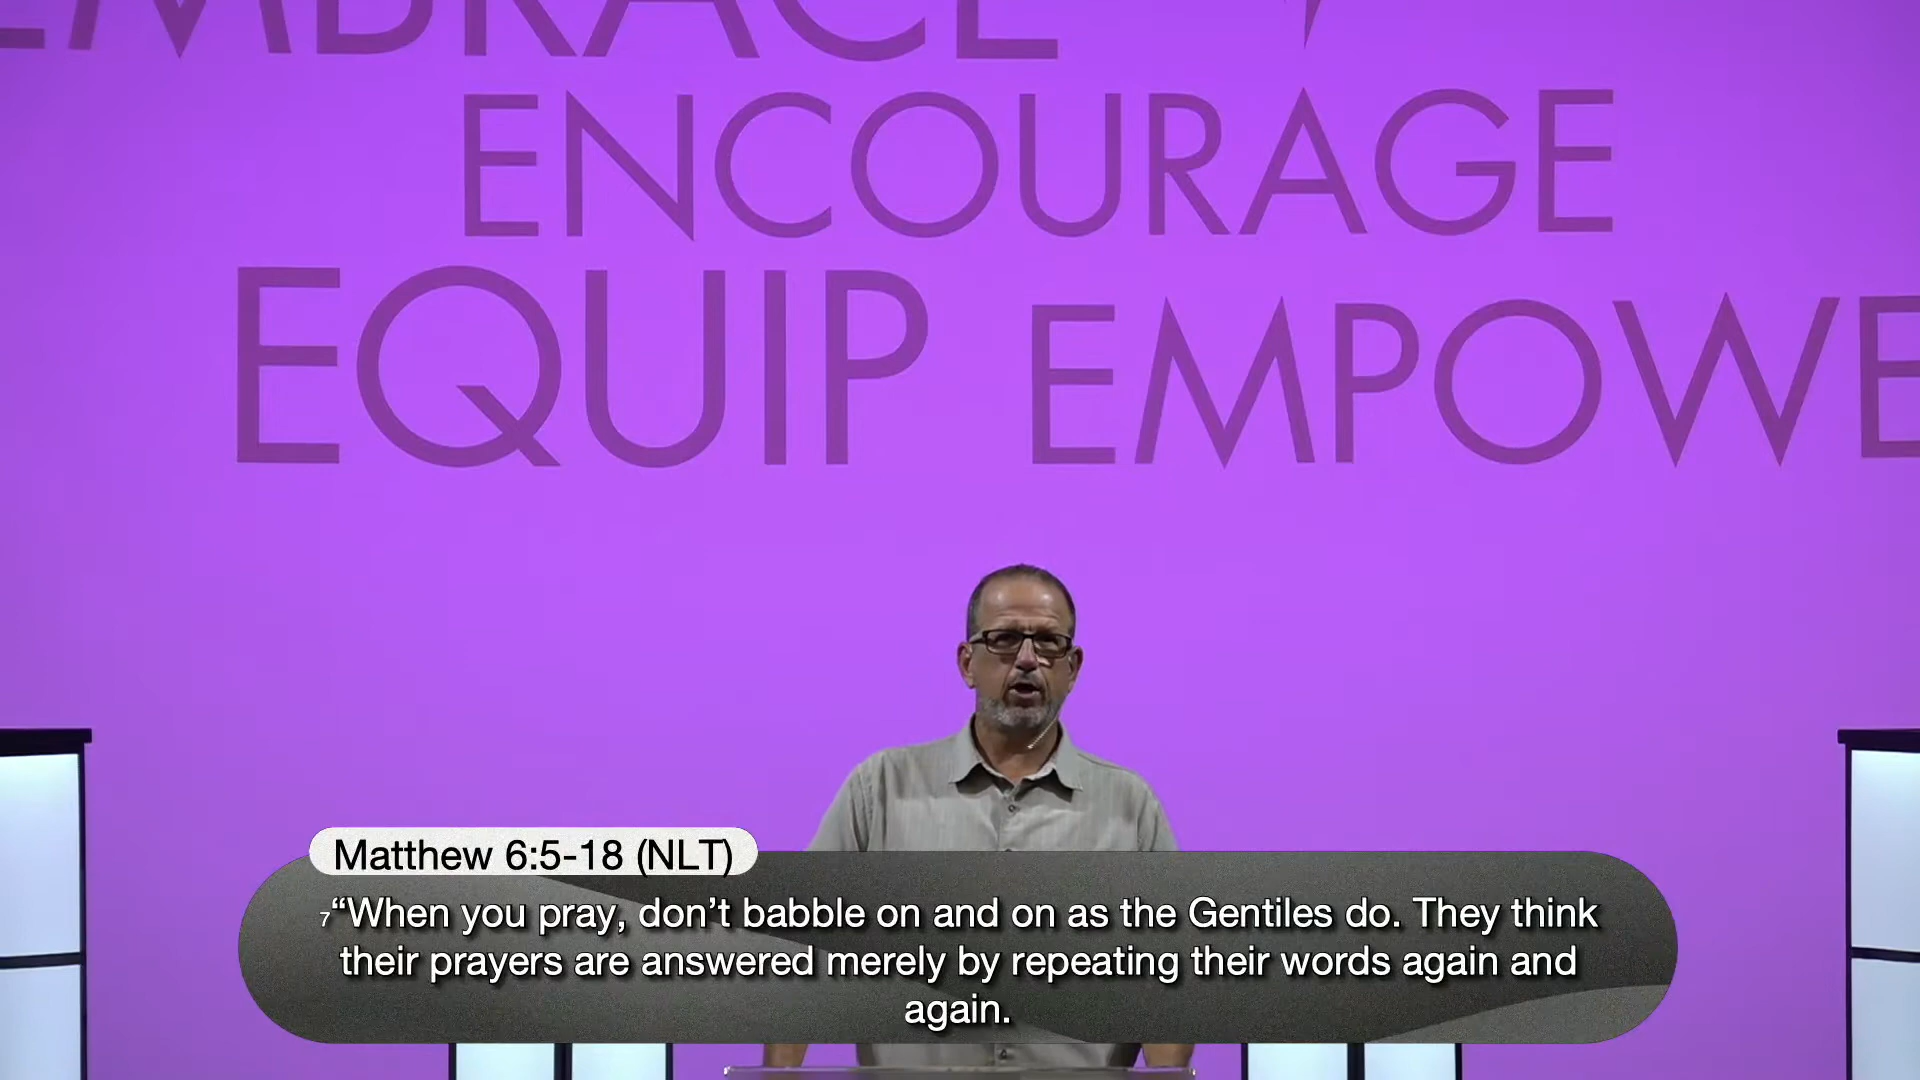 EMBRACE
ENCOURAGE
EQUIP EMPOWE
Matthew 6:5-18 (NLT)
7“When you pray, don’t babble on and on as the Gentiles do. They think
their prayers are answered merely by repeating their words again and
again.